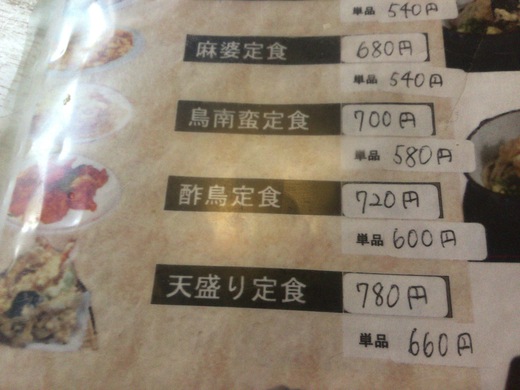 単品 540円
麻婆定食 680円
単品 540円
鳥南蛮定食 700円
単品 580円
酢鳥定食 720円
単品 600円
天盛り定食 780円
単品 660円